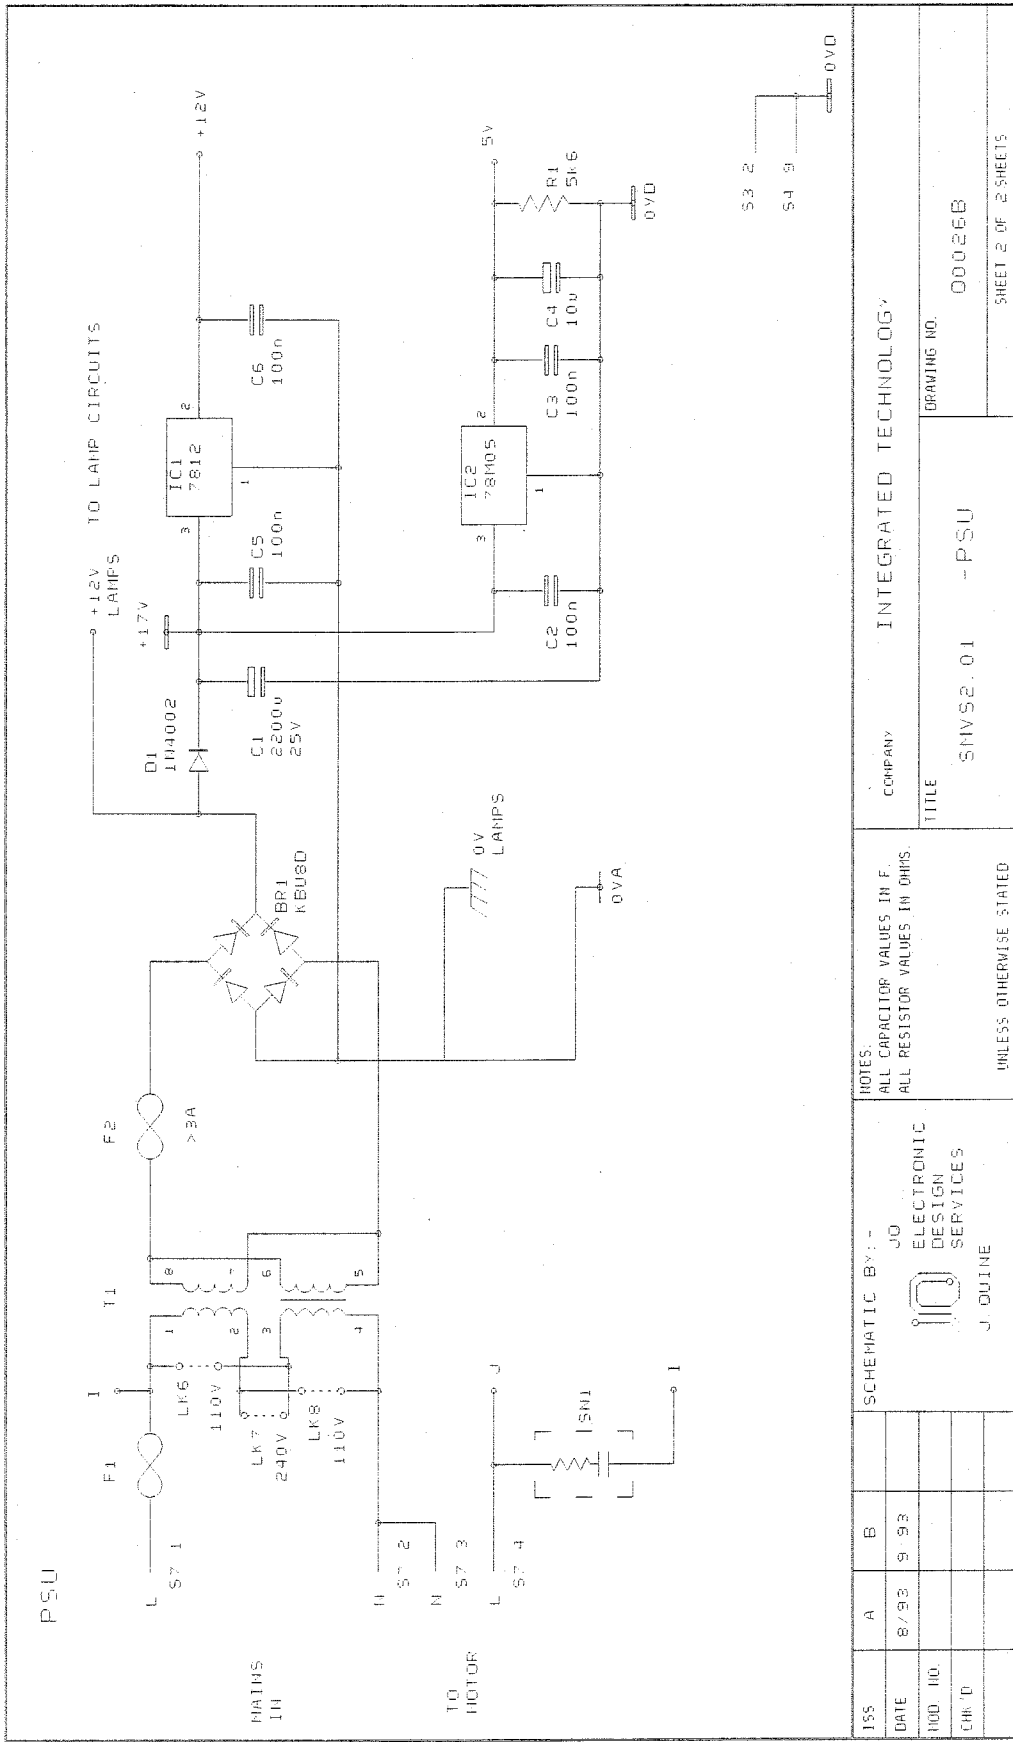 PSU
MAINS
IN
L
S7 1
F1
I
LK6
110V
LK7
240V
LK8
110V
N
S7 2
N
S7 3
TO
MOTOR
L
S7 4
J
SN1
I
T1
1
2
3
4
8
7
6
5
F2
>3A
BR1
KBU8D
0V
LAMPS
0VA
D1
1N4002
C1
2200u
25V
+17V
+12V
LAMPS
TO LAMP CIRCUITS
C5
100n
3
IC1
7812
2
1
C6
100n
+12V
C2
100n
3
IC2
78M05
2
1
C3
100n
C4
10u
R1
5k6
5V
0VD
S3 2
S4 9
0VD
ISS
A
B
DATE
8/93
9 93
MOD. NO.
CHK'D
SCHEMATIC BY:-
JQ
ELECTRONIC
DESIGN
SERVICES
J. QUINE
NOTES:
ALL CAPACITOR VALUES IN F.
ALL RESISTOR VALUES IN OHMS.
UNLESS OTHERWISE STATED
COMPANY
INTEGRATED TECHNOLOGY
TITLE
SMVS2.01 -PSU
DRAWING NO.
00026B
SHEET 2 OF 2 SHEETS